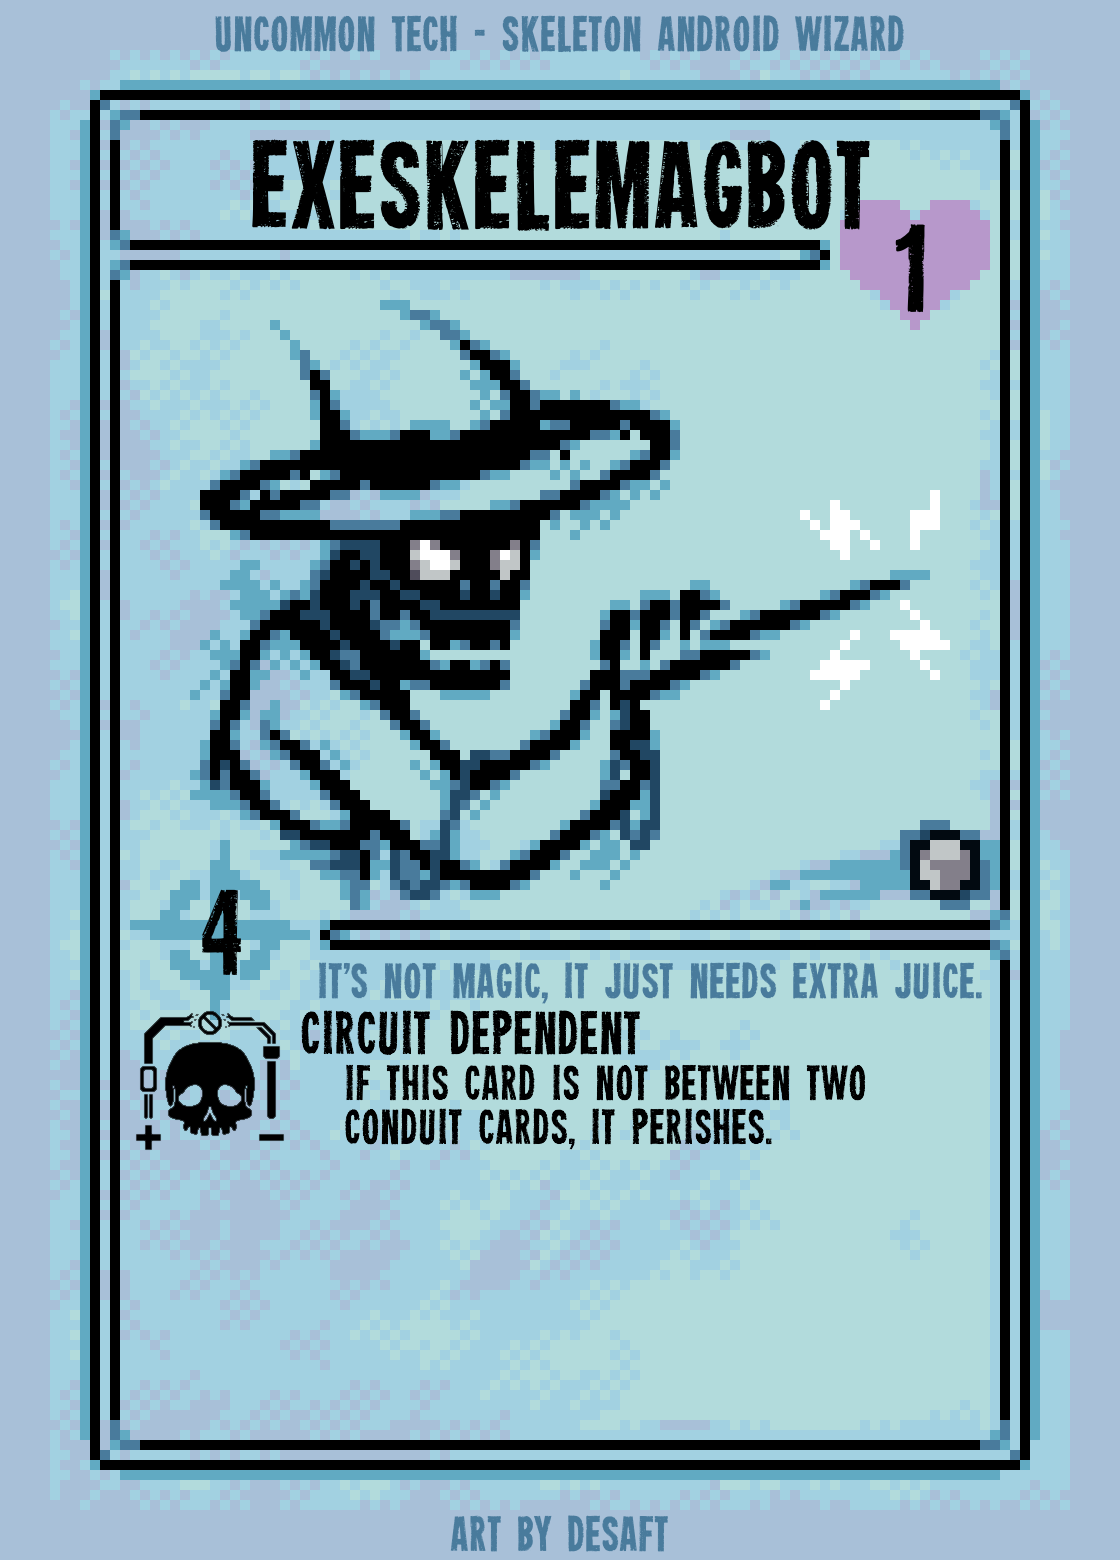 UNCOMMON TECH - SKELETON ANDROID WIZARD
EXESKELEMAGBOT
1
4
IT'S NOT MAGIC, IT JUST NEEDS EXTRA JUICE.
CIRCUIT DEPENDENT
IF THIS CARD IS NOT BETWEEN TWO
CONDUIT CARDS, IT PERISHES.
+ −
ART BY DESAFT